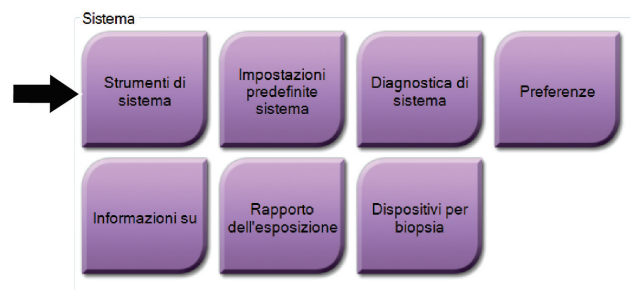 Sistema
Strumenti di
sistema
Impostazioni
predefinite
sistema
Diagnostica di
sistema
Preferenze
Informazioni su
Rapporto
dell'esposizione
Dispositivi per
biopsia